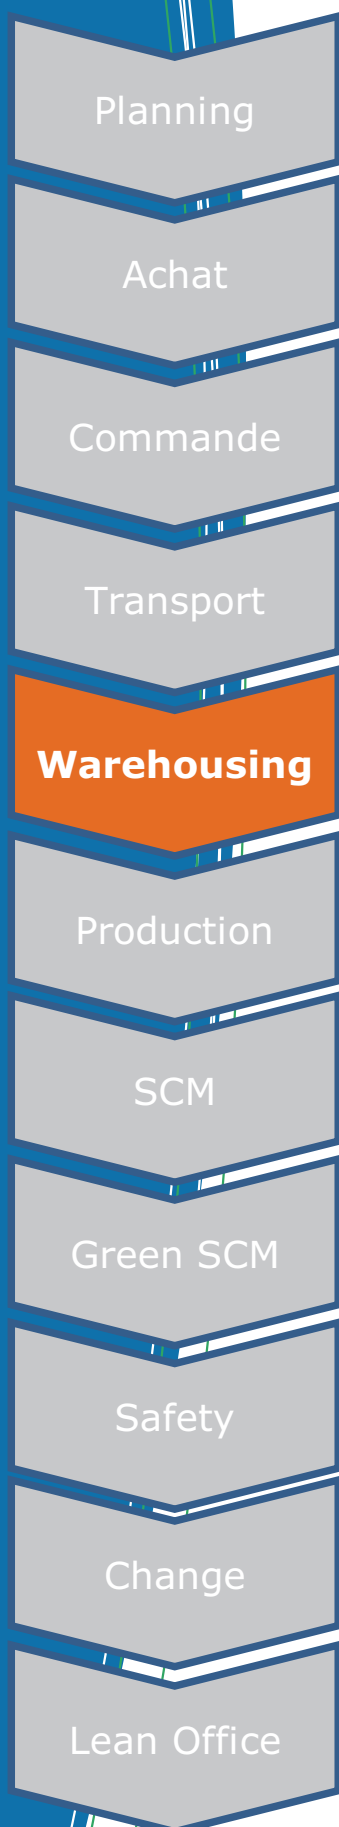 Planning
Achat
Commande
Transport
Warehousing
Production
SCM
Green SCM
Safety
Change
Lean Office